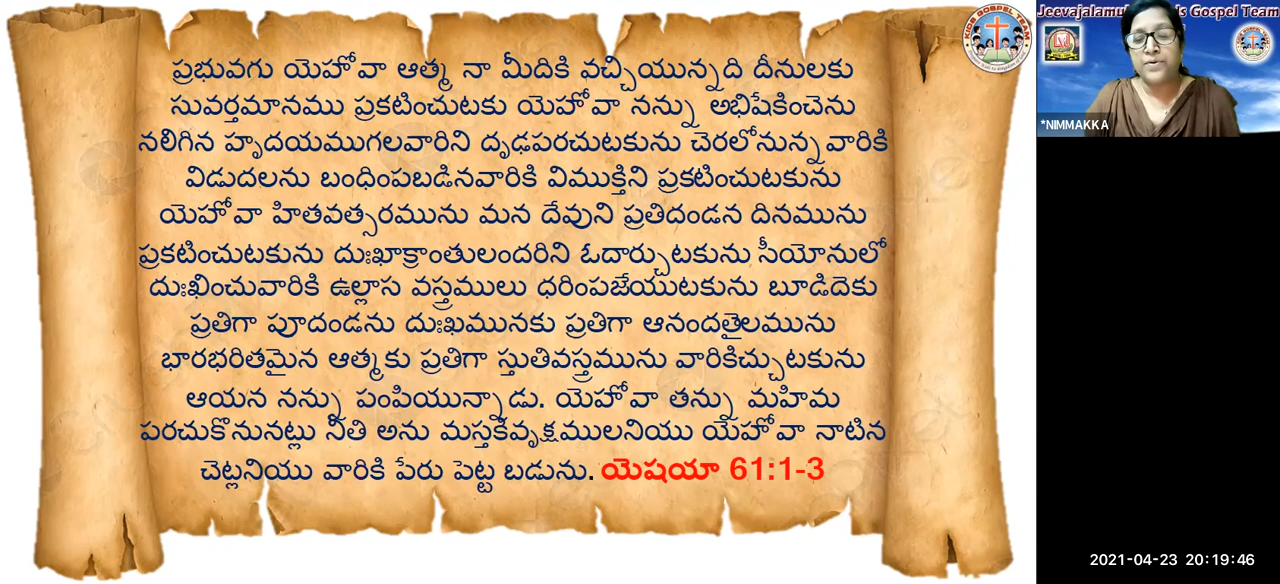 ప్రభువగు యెహోవా ఆత్మ నా మీదికి వచ్చియున్నది దీనులకు
సువర్తమానము ప్రకటించుటకు యెహోవా నన్ను అభిషేకించెను
నలిగిన హృదయముగలవారిని దృఢపరచుటకును చెరలోనున్న వారికి
విడుదలను బంధింపబడినవారికి విముక్తిని ప్రకటించుటకును
యెహోవా హితవత్సరమును మన దేవుని ప్రతిదండన దినమును
ప్రకటించుటకును దుఃఖాక్రాంతులందరిని ఓదార్చుటకును సీయోనులో
దుఃఖించువారికి ఉల్లాస వస్త్రములు ధరింపజేయుటకును బూడిదెకు
ప్రతిగా పూదండను దుఃఖమునకు ప్రతిగా ఆనందతైలమును
భారభరితమైన ఆత్మకు ప్రతిగా స్తుతివస్త్రమును వారికిచ్చుటకును
ఆయన నన్ను పంపియున్నాడు. యెహోవా తన్ను మహిమ
పరచుకొనునట్లు నీతి అను మస్తకివృక్షములనియు యెహోవా నాటిన
చెట్లనియు వారికి పేరు పెట్ట బడును. యెషయా 61:1-3
KIDS GOSPEL TEAM
Gospel Team
*NIMMAKKA
2021-04-23 20:19:46